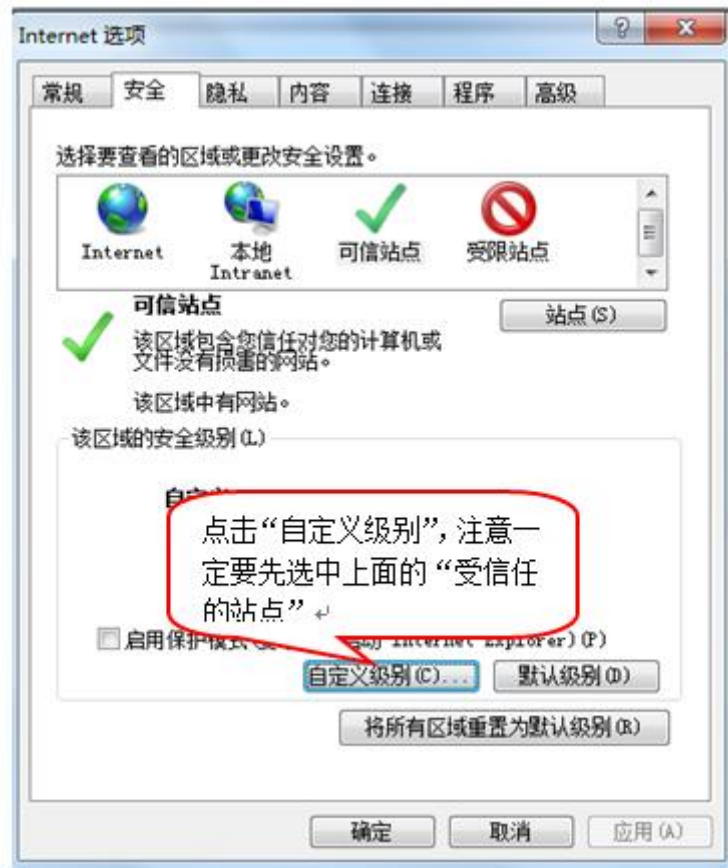 Internet 选项
常规 安全 隐私 内容 连接 程序 高级
选择要查看的区域或更改安全设置。
Internet
本地
Intranet
可信站点
受限站点
可信站点
站点(S)
该区域包含您信任对您的计算机或
文件没有损害的网站。
该区域中有网站。
该区域的安全级别(L)
点击“自定义级别”,注意一
定要先选中上面的“受信任
的站点”
启用保护模式 Internet Explorer)(P)
自定义级别(C)...
默认级别(D)
将所有区域重置为默认级别(R)
确定
取消
应用(A)